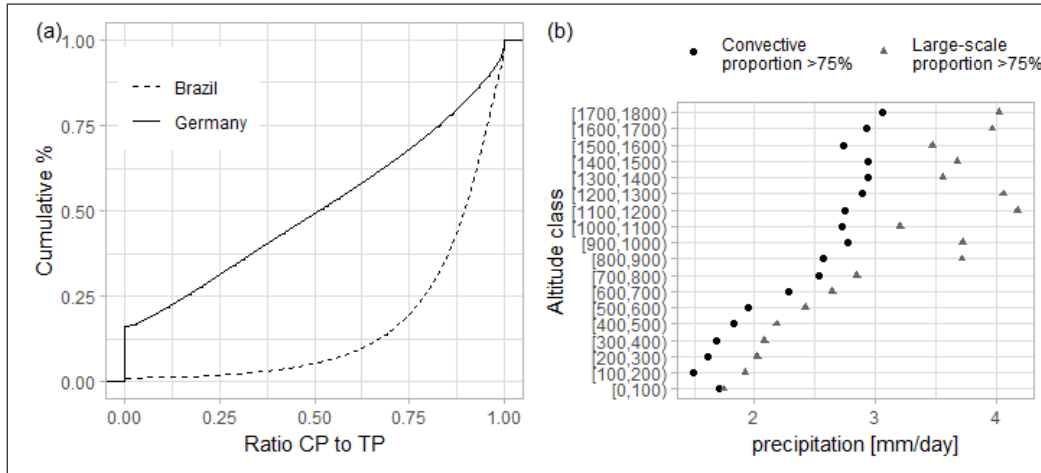 (a)
1.00
0.75
0.50
0.25
0.00
Cumulative %
Brazil
Germany
0.00
0.25
0.50
0.75
1.00
Ratio CP to TP
(b)
Convective
proportion >75%
Large-scale
proportion >75%
Altitude class
[1700,1800)
[1600,1700)
[1500,1600)
[1400,1500)
[1300,1400)
[1200,1300)
[1100,1200)
[1000,1100)
[900,1000)
[800,900)
[700,800)
[600,700)
[500,600)
[400,500)
[300,400)
[200,300)
[100,200)
[0,100)
2
3
4
precipitation [mm/day]